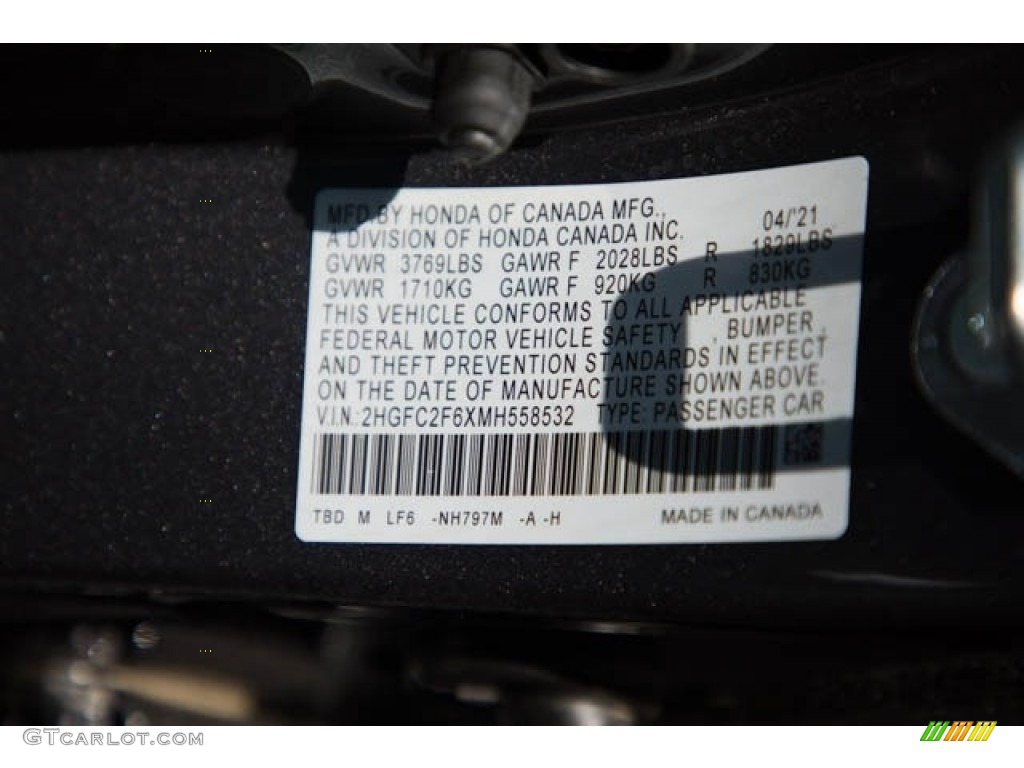 MFD.BY HONDA OF CANADA MFG.,
A DIVISION OF HONDA CANADA INC. 04/'21
GVWR 3769LBS GAWR F 2028LBS R 1829LBS
GVWR 1710KG GAWR F 920KG R 830KG
THIS VEHICLE CONFORMS TO ALL APPLICABLE
FEDERAL MOTOR VEHICLE SAFETY , BUMPER ,
AND THEFT PREVENTION STANDARDS IN EFFECT
ON THE DATE OF MANUFACTURE SHOWN ABOVE.
V.I.N.: 2HGFC2F6XMH558532 TYPE: PASSENGER CAR
TBD M LF6 -NH797M -A -H MADE IN CANADA
GTCARLOT.COM